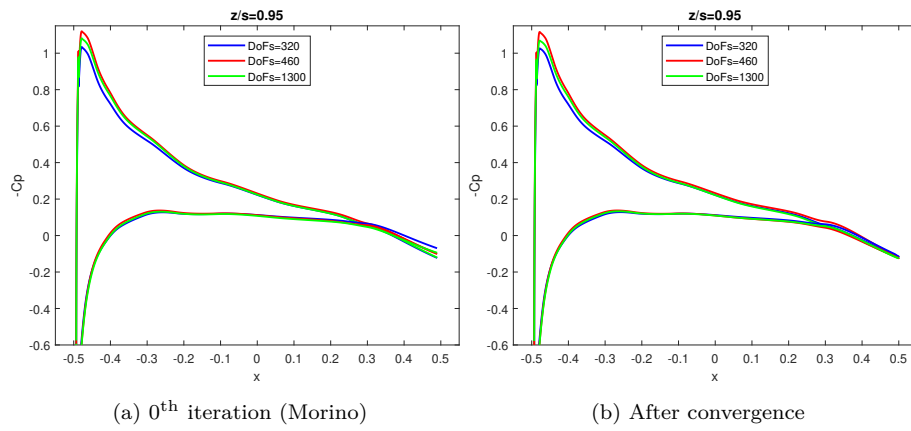 z/s=0.95
DoFs=320
DoFs=460
DoFs=1300
-Cp
1
0.8
0.6
0.4
0.2
0
-0.2
-0.4
-0.6
-0.5 -0.4 -0.3 -0.2 -0.1 0 0.1 0.2 0.3 0.4 0.5
x
(a) 0th iteration (Morino)
z/s=0.95
DoFs=320
DoFs=460
DoFs=1300
-Cp
1
0.8
0.6
0.4
0.2
0
-0.2
-0.4
-0.6
-0.5 -0.4 -0.3 -0.2 -0.1 0 0.1 0.2 0.3 0.4 0.5
x
(b) After convergence